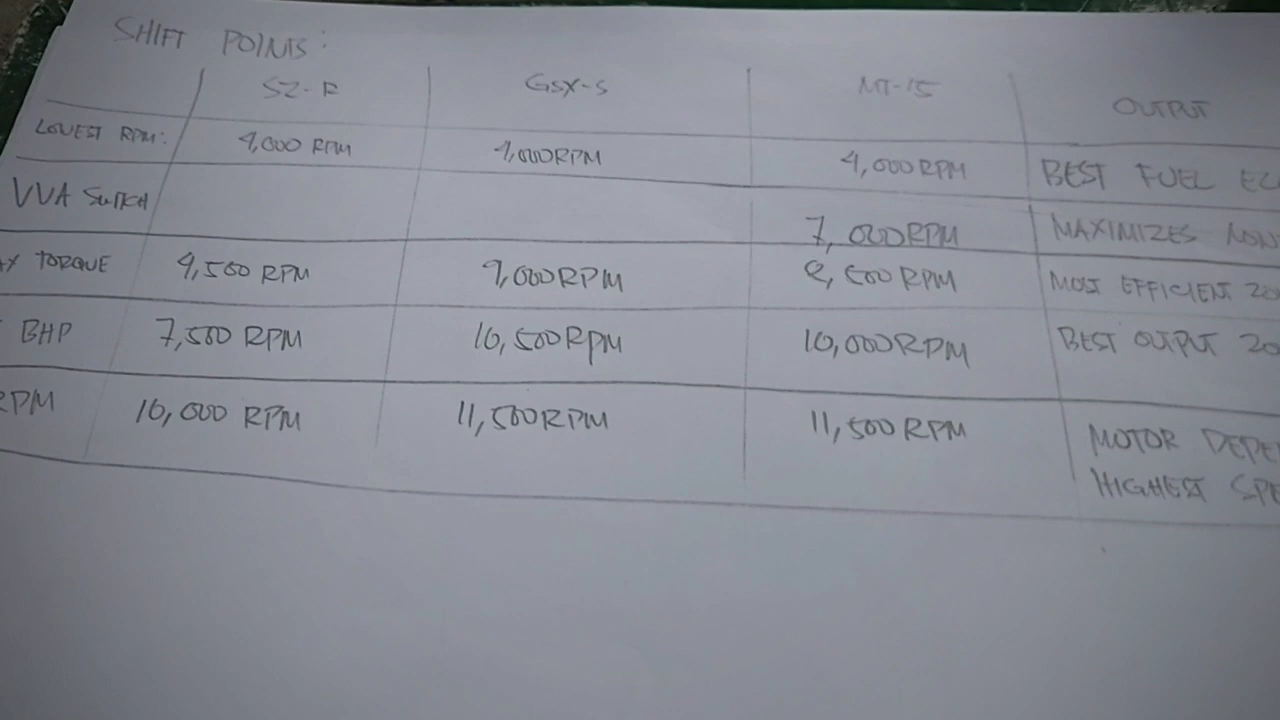 SHIFT POINTS:
SZ-R GSX-S MT-15 OUTPUT
LOWEST RPM: 4,000 RPM 4,000RPM 4,000RPM BEST FUEL
VVA SWITCH 7,000RPM MAXIMIZES
TORQUE 4,500 RPM 9,000RPM 8,500RPM MOST EFFICIENT
BHP 7,500 RPM 10,500RPM 10,000RPM BEST OUTPUT
RPM 10,000 RPM 11,500RPM 11,500RPM MOTOR
HIGHEST